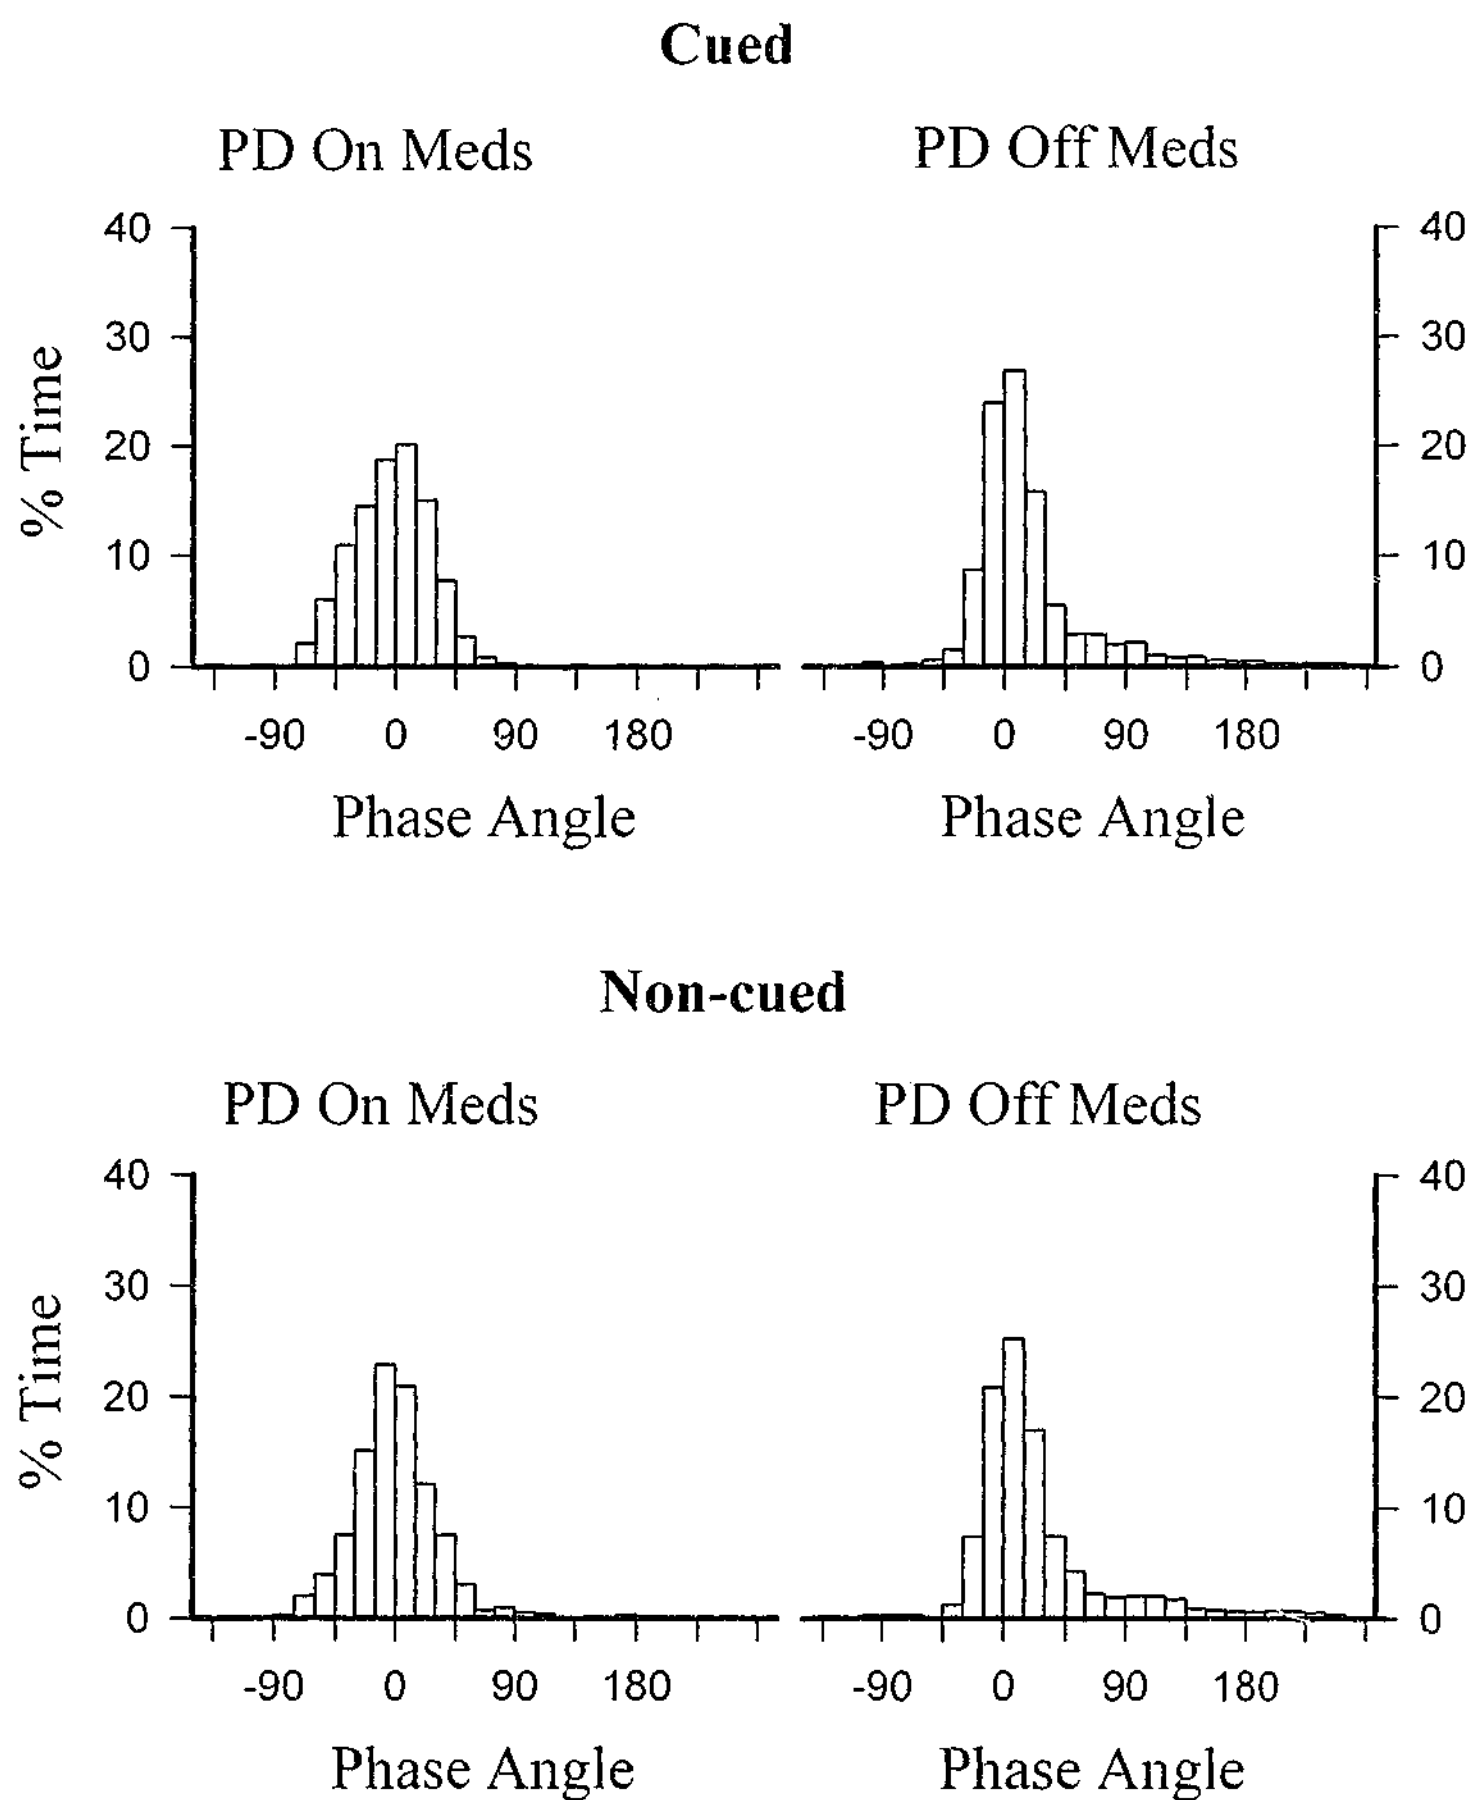 Cued
PD On Meds PD Off Meds
40 40
30 30
% Time
20 20
10 10
0 0
-90 0 90 180 -90 0 90 180
Phase Angle Phase Angle
Non-cued
PD On Meds PD Off Meds
40 40
30 30
% Time
20 20
10 10
0 0
-90 0 90 180 -90 0 90 180
Phase Angle Phase Angle